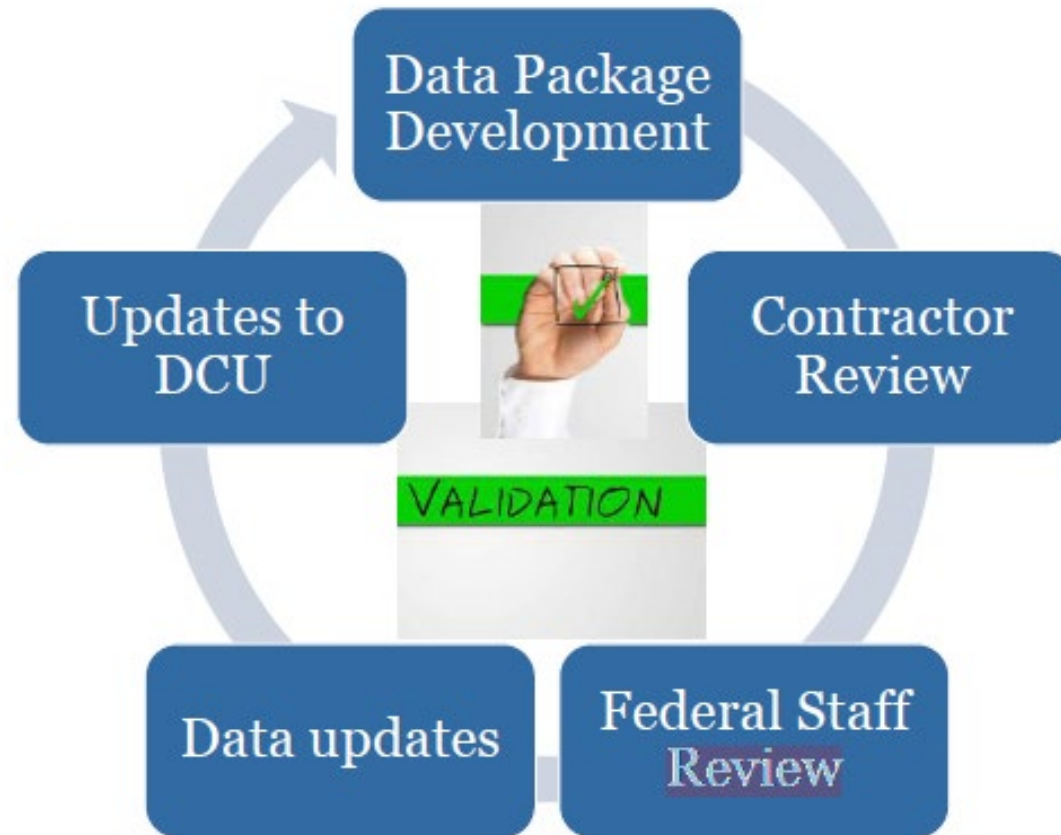 Data Package
Development
Contractor
Review
Federal Staff
Review
Data updates
Updates to
DCU
VALIDATION